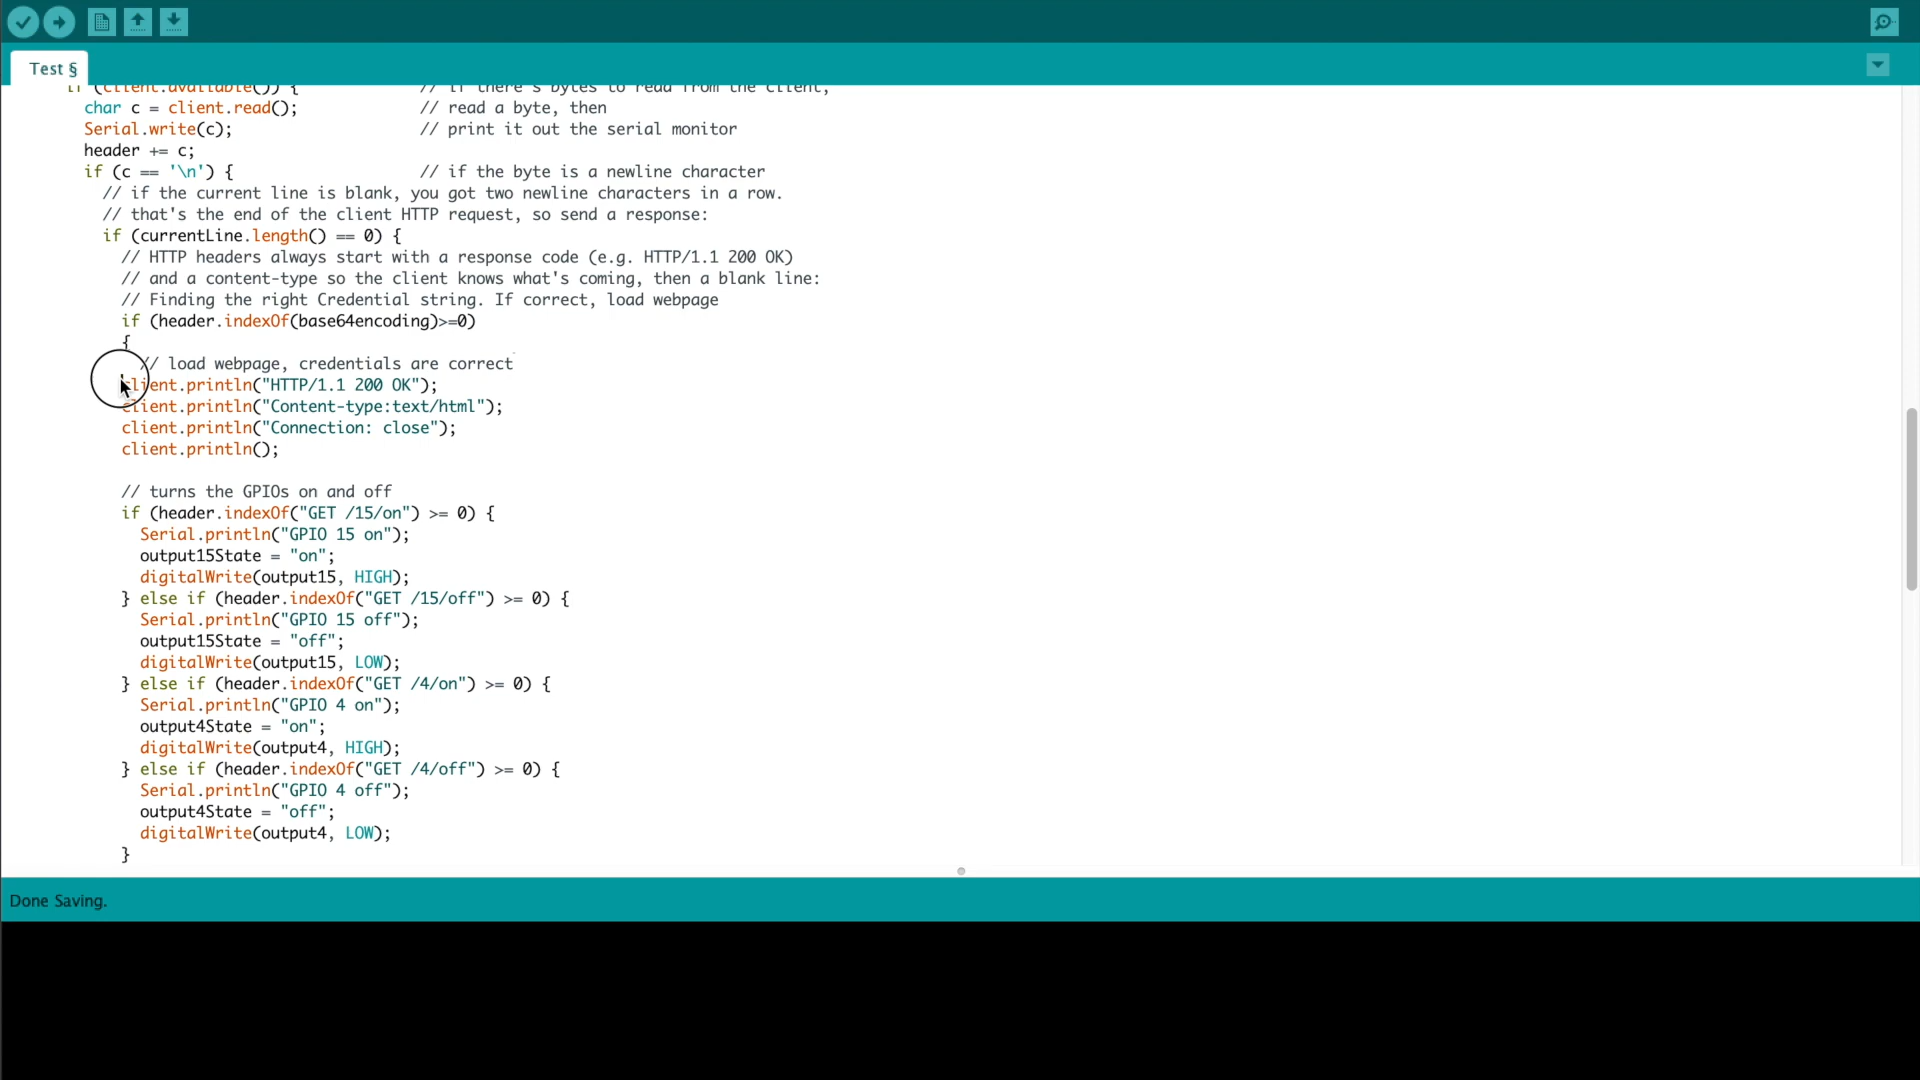 Test §
if (client.available()) { // if there's bytes to read from the client,
char c = client.read(); // read a byte, then
Serial.write(c); // print it out the serial monitor
header += c;
if (c == '\n') { // if the byte is a newline character
// if the current line is blank, you got two newline characters in a row.
// that's the end of the client HTTP request, so send a response:
if (currentLine.length() == 0) {
// HTTP headers always start with a response code (e.g. HTTP/1.1 200 OK)
// and a content-type so the client knows what's coming, then a blank line:
// Finding the right Credential string. If correct, load webpage
if (header.indexOf(base64encoding)>=0)
{
// load webpage, credentials are correct
client.println("HTTP/1.1 200 OK");
client.println("Content-type:text/html");
client.println("Connection: close");
client.println();
// turns the GPIOs on and off
if (header.indexOf("GET /15/on") >= 0) {
Serial.println("GPIO 15 on");
output15State = "on";
digitalWrite(output15, HIGH);
} else if (header.indexOf("GET /15/off") >= 0) {
Serial.println("GPIO 15 off");
output15State = "off";
digitalWrite(output15, LOW);
} else if (header.indexOf("GET /4/on") >= 0) {
Serial.println("GPIO 4 on");
output4State = "on";
digitalWrite(output4, HIGH);
} else if (header.indexOf("GET /4/off") >= 0) {
Serial.println("GPIO 4 off");
output4State = "off";
digitalWrite(output4, LOW);
}
Done Saving.